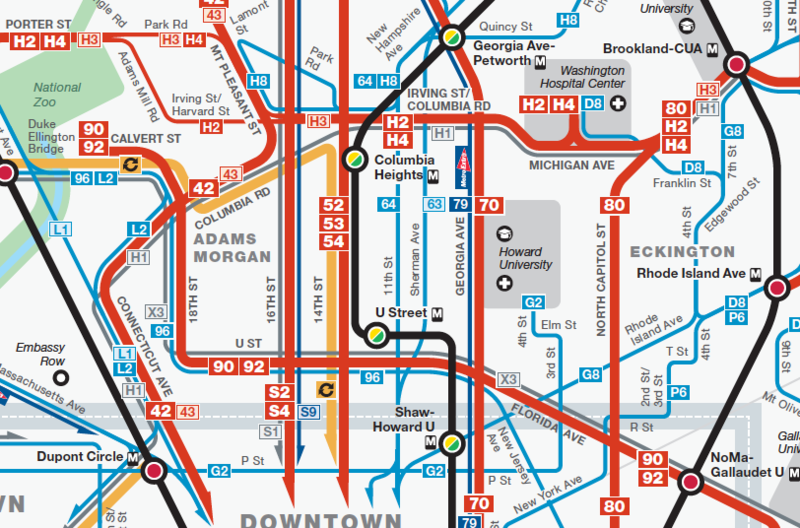 PORTER ST
H2 H4
H3
Park Rd
H3 H4
42
43
Lamont
St
Adams Mill Rd
MT PLEASANT ST
H8
Park
Rd
New
Hampshire
Ave
64 H8
Quincy St
H8
Georgia Ave-
Petworth M
University
Brookland-CUA M
Washington
Hospital Center
H2 H4 D8
National
Zoo
Irving St/
Harvard St
H2
H3
IRVING ST/
COLUMBIA RD
H2
H4
H1
H3
H1
80
H2
H4
G8
7th St
MICHIGAN AVE
D8
Franklin St
Edgewood St
4th St
Duke
Ellington
Bridge
90
92
CALVERT ST
96 L2
42
43
COLUMBIA RD
Columbia
Heights M
Metro Extra
L1
L2
H1
ADAMS
MORGAN
52
53
54
64
63
79
70
80
Howard
University
ECKINGTON
Rhode Island Ave M
18TH ST
16TH ST
14TH ST
11th St
Sherman Ave
GEORGIA AVE
NORTH CAPITOL ST
X3
96
CONNECTICUT AVE
U Street M
G2
4th St
Elm St
3rd St
Rhode
Island Ave
D8
P6
T St
4th St
9th St
Embassy
Row
L1
L2
H1
U ST
90 92
96
X3
G8
2nd St/
3rd St
P6
Massachusetts Ave
42 43
S2
S4
S9
S1
Shaw-
Howard U
M
FLORIDA AVE
New Jersey
Ave
R St
Mt Olive
Dupont Circle M
G2
P St
G2
P St
New York Ave
90
92
NoMa-
Gallaudet U M
70
79
80
DOWNTOWN